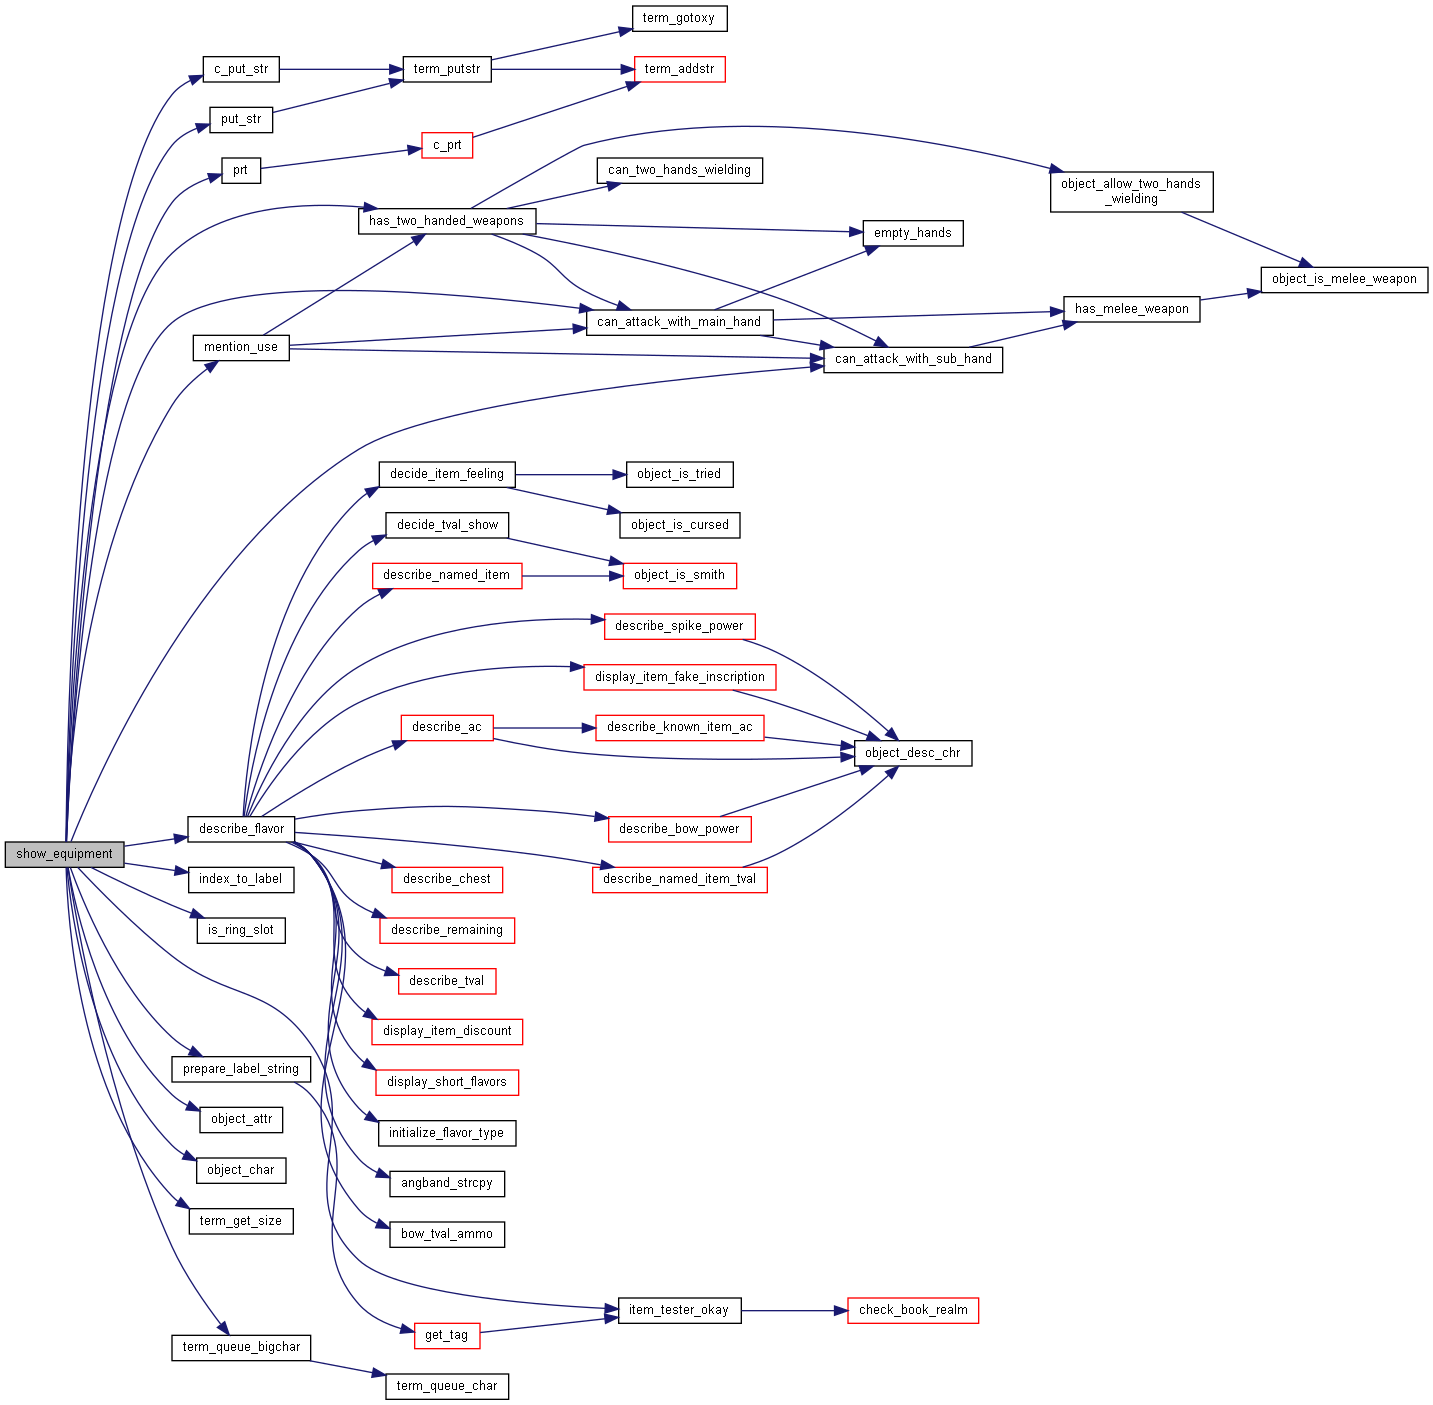 term_gotoxy
c_put_str
term_putstr
term_addstr
put_str
c_prt
prt
can_two_hands_wielding
object_allow_two_hands
_wielding
has_two_handed_weapons
empty_hands
object_is_melee_weapon
has_melee_weapon
can_attack_with_main_hand
mention_use
can_attack_with_sub_hand
decide_item_feeling
object_is_tried
decide_tval_show
object_is_cursed
describe_named_item
object_is_smith
describe_spike_power
display_item_fake_inscription
describe_ac
describe_known_item_ac
object_desc_chr
describe_flavor
describe_bow_power
show_equipment
index_to_label
describe_chest
describe_named_item_tval
is_ring_slot
describe_remaining
describe_tval
display_item_discount
prepare_label_string
display_short_flavors
object_attr
initialize_flavor_type
object_char
angband_strcpy
term_get_size
bow_tval_ammo
item_tester_okay
check_book_realm
get_tag
term_queue_bigchar
term_queue_char